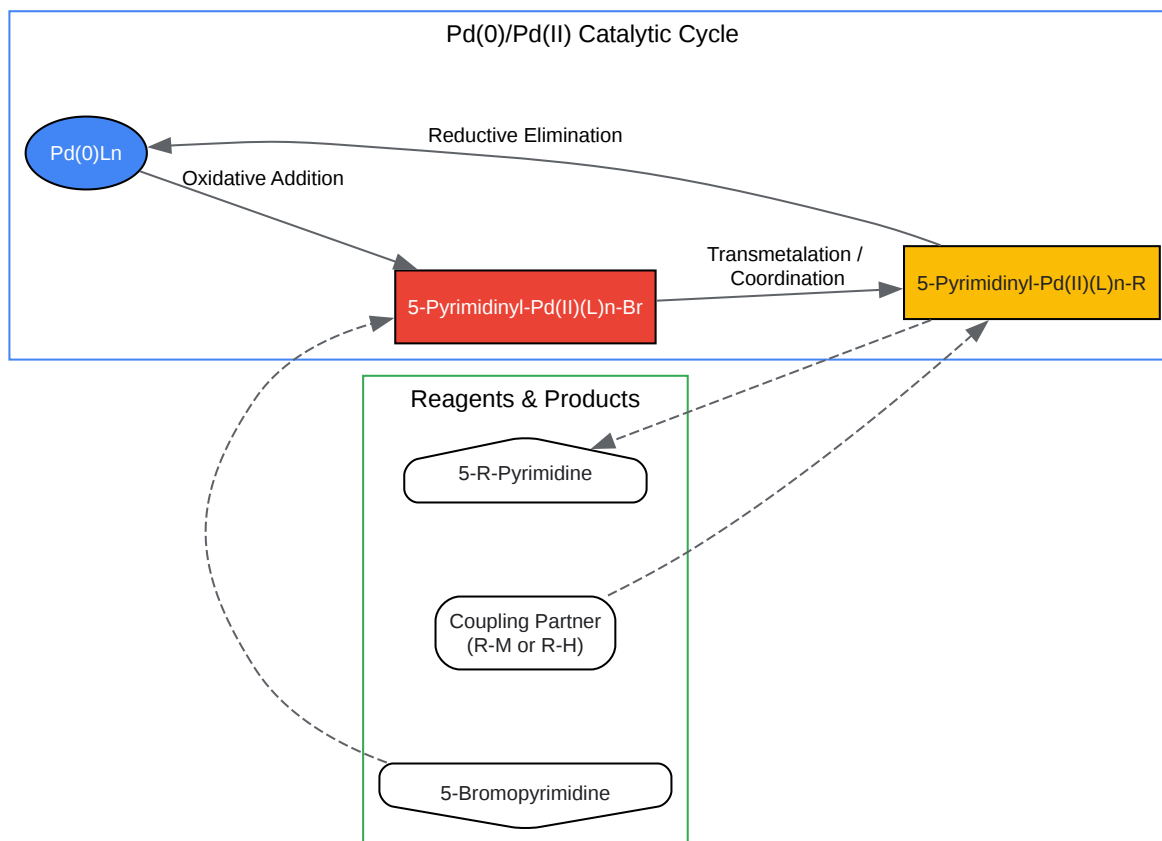 Pd(0)/Pd(II) Catalytic Cycle
Reductive Elimination
Pd(0)Ln
Oxidative Addition
Transmetalation /
Coordination
5-Pyrimidinyl-Pd(II)(L)n-R
5-Pyrimidinyl-Pd(II)(L)n-Br
Reagents & Products
5-R-Pyrimidine
Coupling Partner
(R-M or R-H)
5-Bromopyrimidine